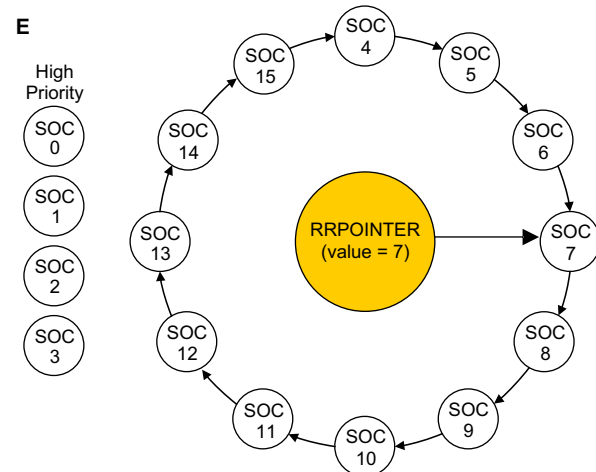 E
High
Priority
SOC
0
SOC
1
SOC
2
SOC
3
SOC
4
SOC
5
SOC
6
SOC
7
SOC
8
SOC
9
SOC
10
SOC
11
SOC
12
SOC
13
SOC
14
SOC
15
RRPOINTER
(value = 7)